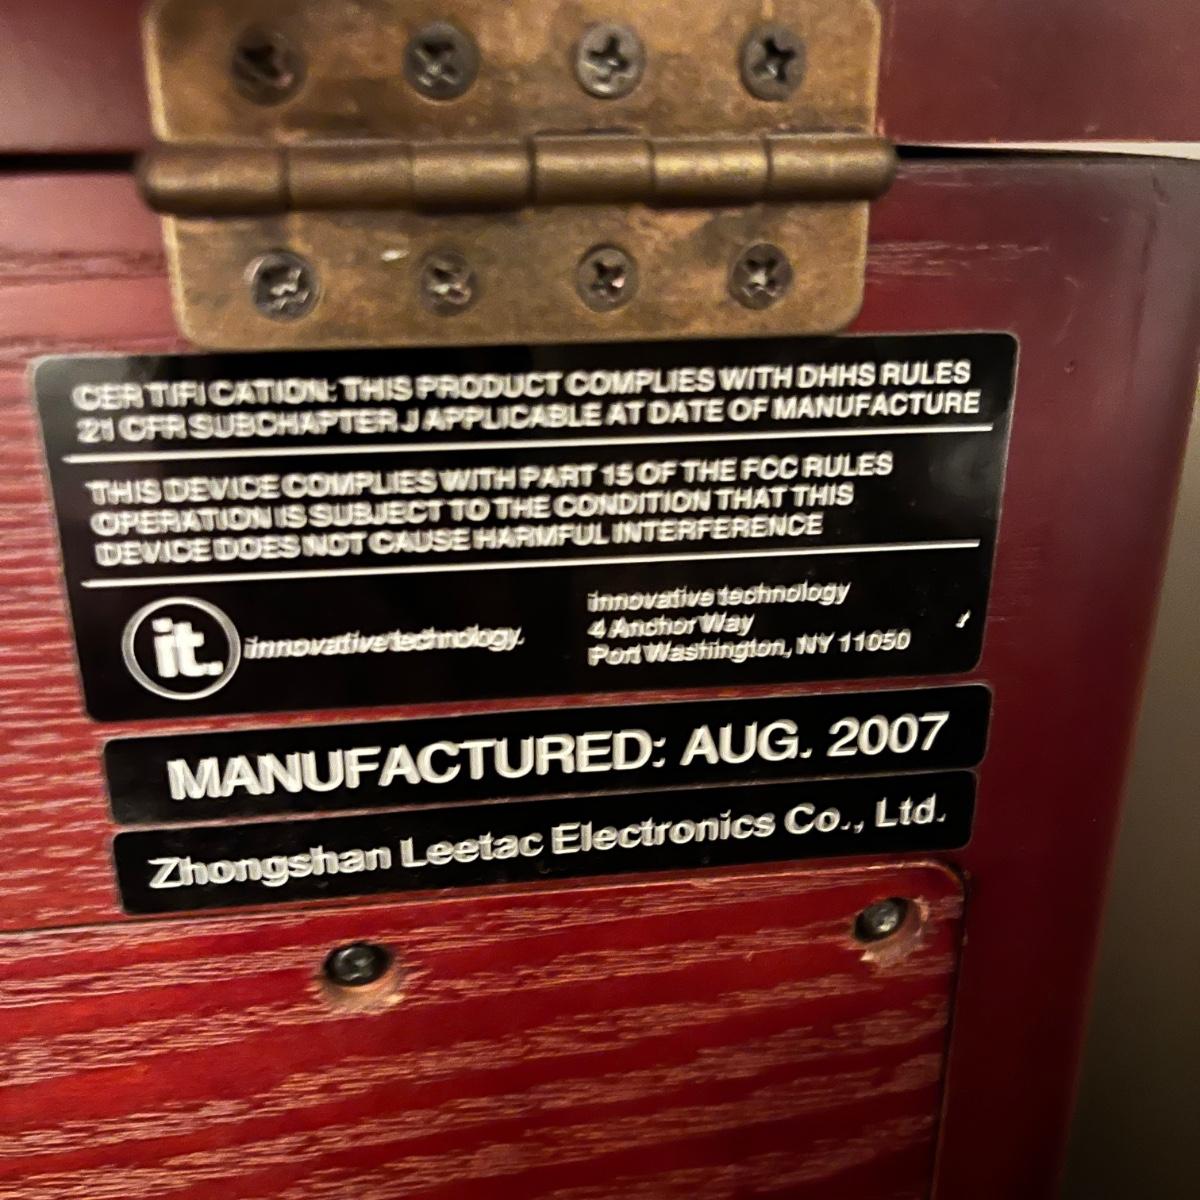 CERTIFICATION: THIS PRODUCT COMPLIES WITH DHHS RULES
21 CFR SUBCHAPTER J APPLICABLE AT DATE OF MANUFACTURE
THIS DEVICE COMPLIES WITH PART 15 OF THE FCC RULES
OPERATION IS SUBJECT TO THE CONDITION THAT THIS
DEVICE DOES NOT CAUSE HARMFUL INTERFERENCE
it. innovative technology.
innovative technology
4 Anchor Way
Port Washington, NY 11050
MANUFACTURED: AUG. 2007
Zhongshan Leetac Electronics Co., Ltd.